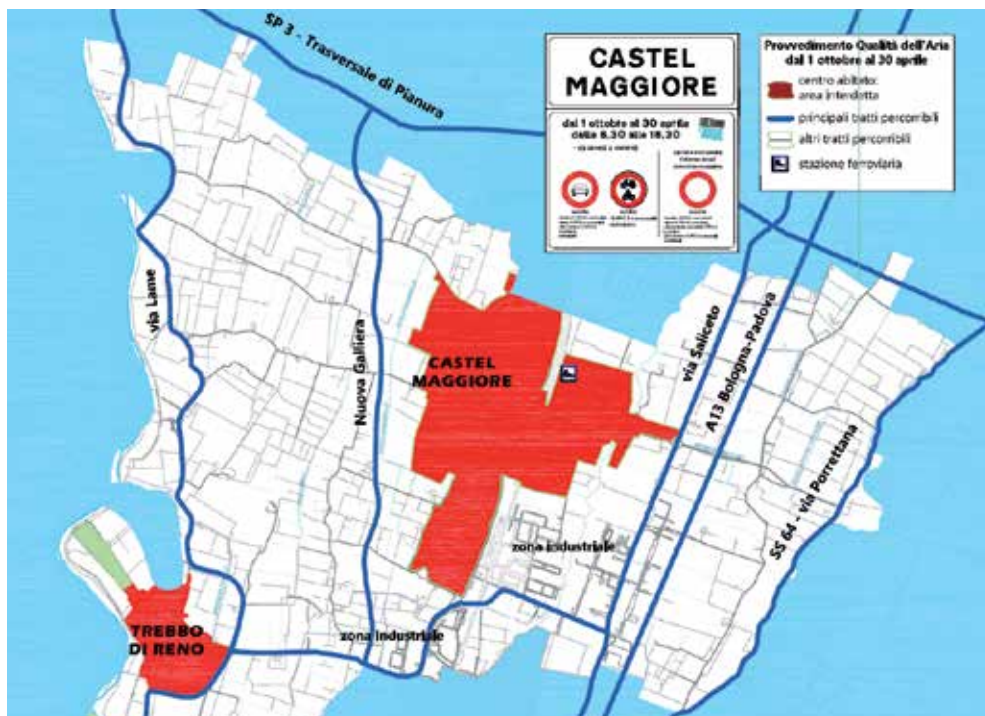 SP 3 - Trasversale di Pianura
CASTEL
MAGGIORE
dal 1 ottobre al 30 aprile
dalle 8,30 alle 18,30
Provvedimento Qualità dell'Aria
dal 1 ottobre al 30 aprile
centro abitato:
area interdetta
principali tratti percorribili
altri tratti percorribili
stazione ferroviaria
via Lame
Nuova Galliera
CASTEL
MAGGIORE
via Saliceto
A13 Bologna-Padova
SS 64 - via Porrettana
zona industriale
zona industriale
TREBBO
DI RENO